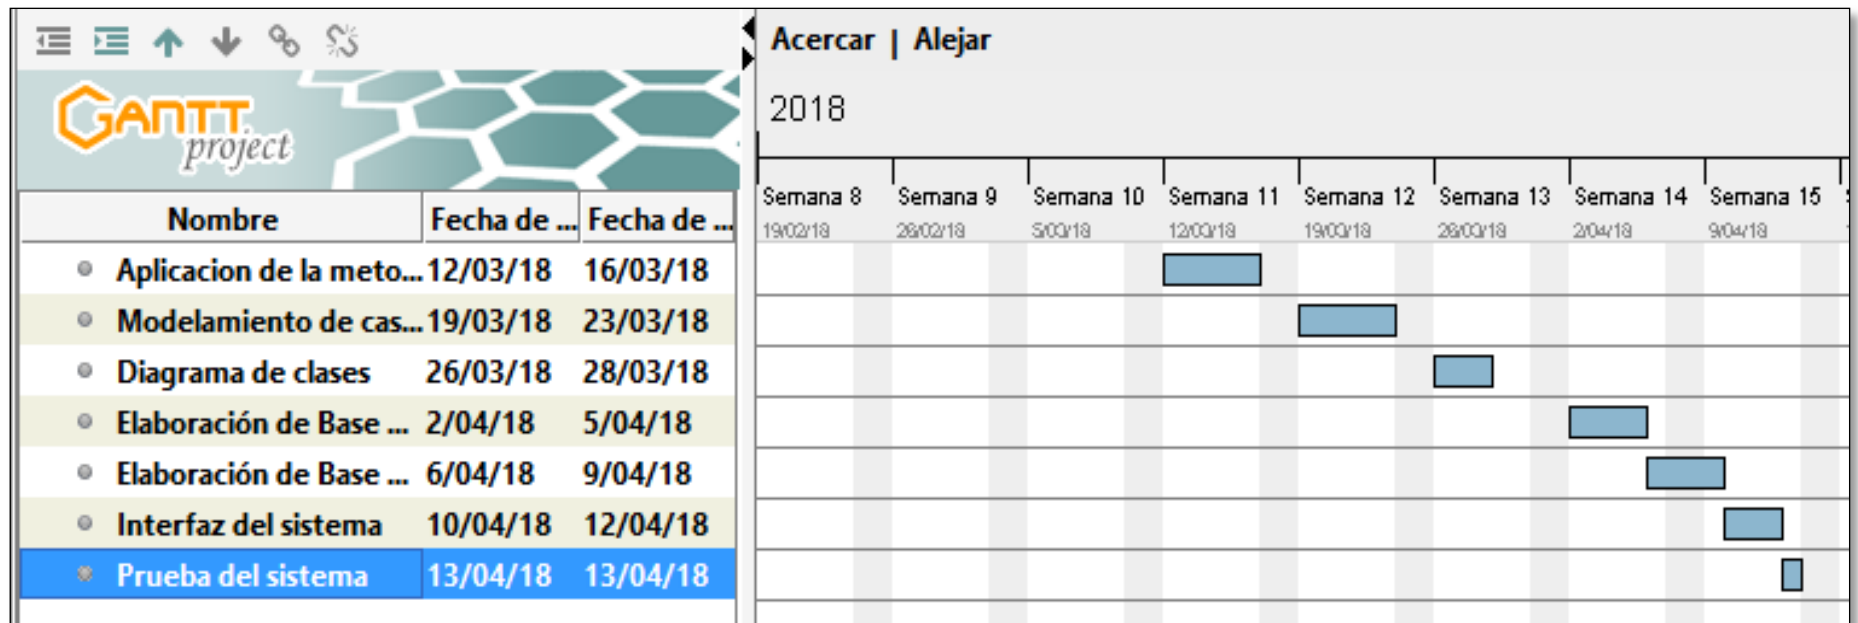 Acercar | Alejar
GANTT
project
2018
Semana 8 Semana 9 Semana 10 Semana 11 Semana 12 Semana 13 Semana 14 Semana 15
19/02/18 26/02/18 5/03/18 12/03/18 19/03/18 26/03/18 2/04/18 9/04/18
Nombre Fecha de ... Fecha de ...
Aplicacion de la meto... 12/03/18 16/03/18
Modelamiento de cas... 19/03/18 23/03/18
Diagrama de clases 26/03/18 28/03/18
Elaboración de Base ... 2/04/18 5/04/18
Elaboración de Base ... 6/04/18 9/04/18
Interfaz del sistema 10/04/18 12/04/18
Prueba del sistema 13/04/18 13/04/18